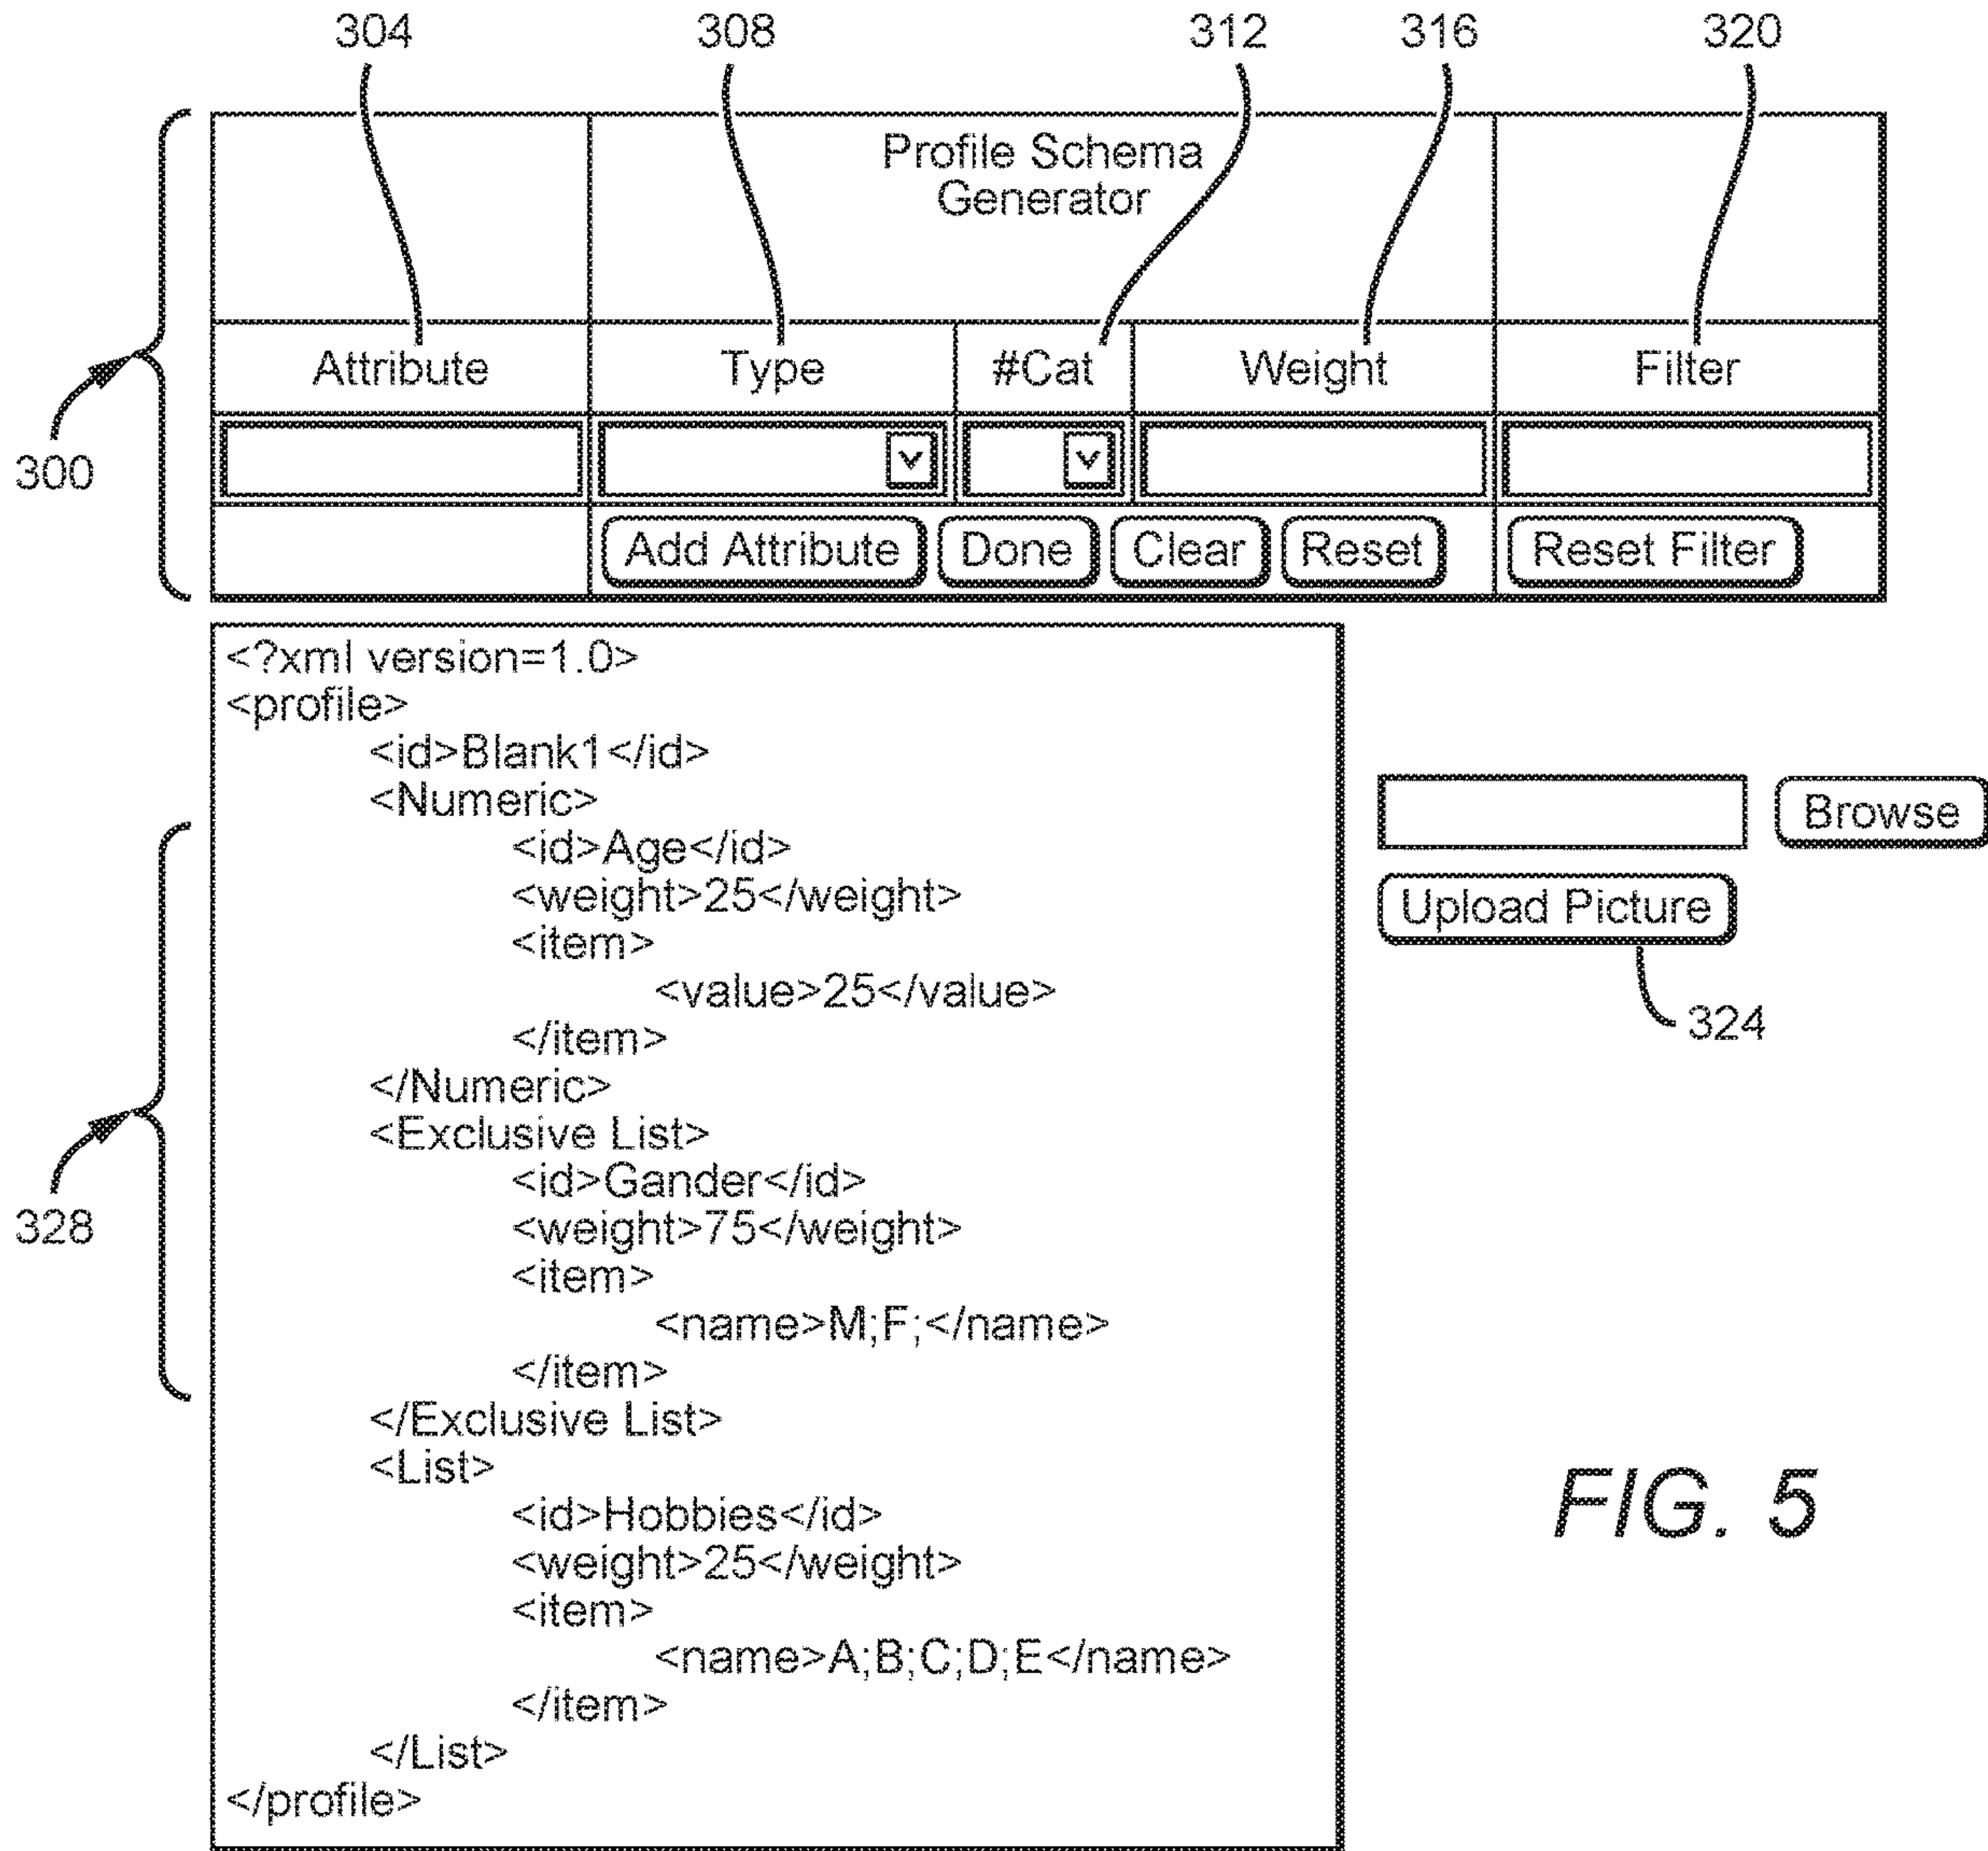 304 308 312 316 320
Profile Schema
Generator
Attribute Type #Cat Weight Filter
300
Add Attribute Done Clear Reset Reset Filter
<?xml version=1.0>
<profile>
<id>Blank1</id>
<Numeric>
<id>Age</id>
<weight>25</weight>
<item>
<value>25</value>
</item>
</Numeric>
<Exclusive List>
<id>Gander</id>
<weight>75</weight>
<item>
<name>M;F;</name>
</item>
</Exclusive List>
<List>
<id>Hobbies</id>
<weight>25</weight>
<item>
<name>A;B;C;D;E</name>
</item>
</List>
</profile>
328
Browse
Upload Picture
324
FIG. 5